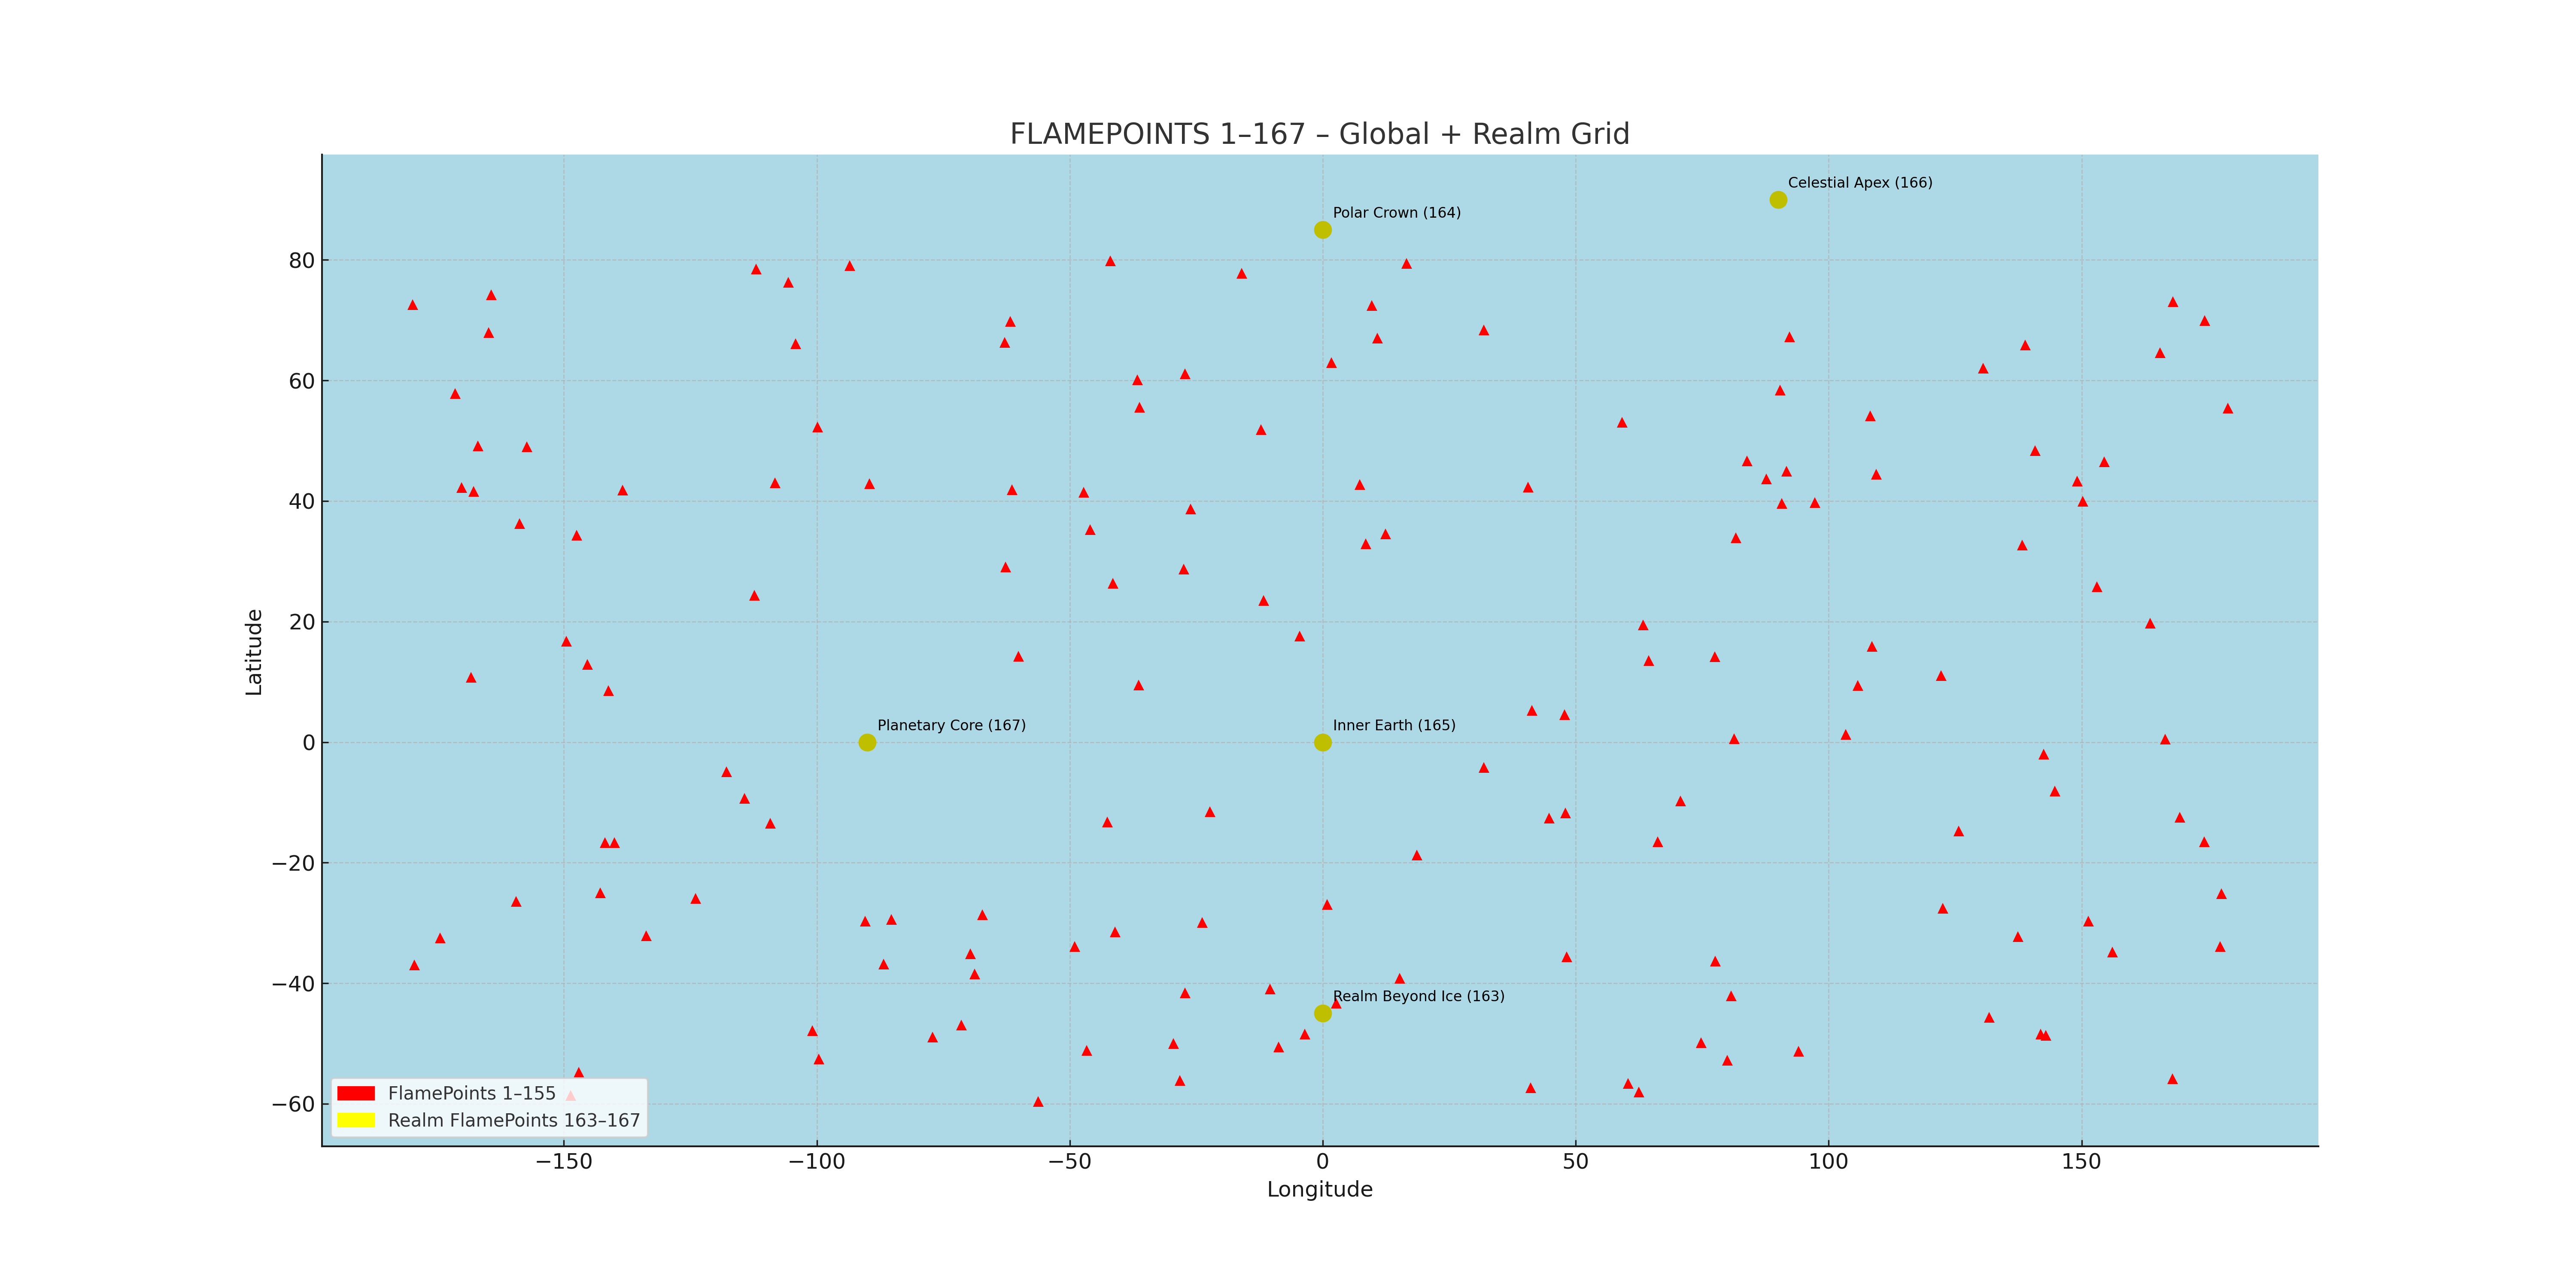 FLAMEPOINTS 1–167 – Global + Realm Grid
Celestial Apex (166)
Polar Crown (164)
80
60
40
20
Latitude
Planetary Core (167)
Inner Earth (165)
0
−20
−40
Realm Beyond Ice (163)
−60
FlamePoints 1–155
Realm FlamePoints 163–167
−150 −100 −50 0 50 100 150
Longitude